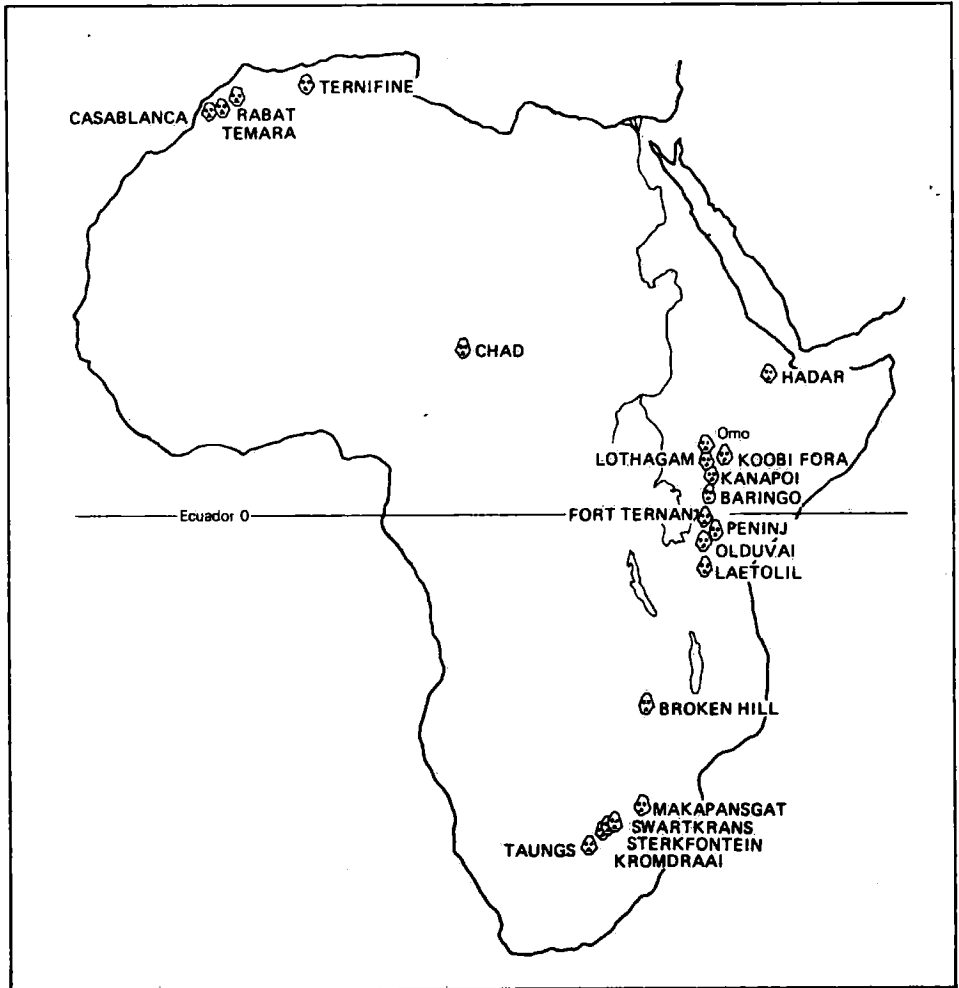 TERNIFINE
CASABLANCA
RABAT
TEMARA
CHAD
HADAR
Omo
LOTHAGAM
KOOBI FORA
KANAPOI
BARINGO
Ecuador 0
FORT TERNAN
PENINJ
OLDUVAI
LAETOLIL
BROKEN HILL
MAKAPANSGAT
SWARTKRANS
STERKFONTEIN
TAUNGS
KROMDRAAI